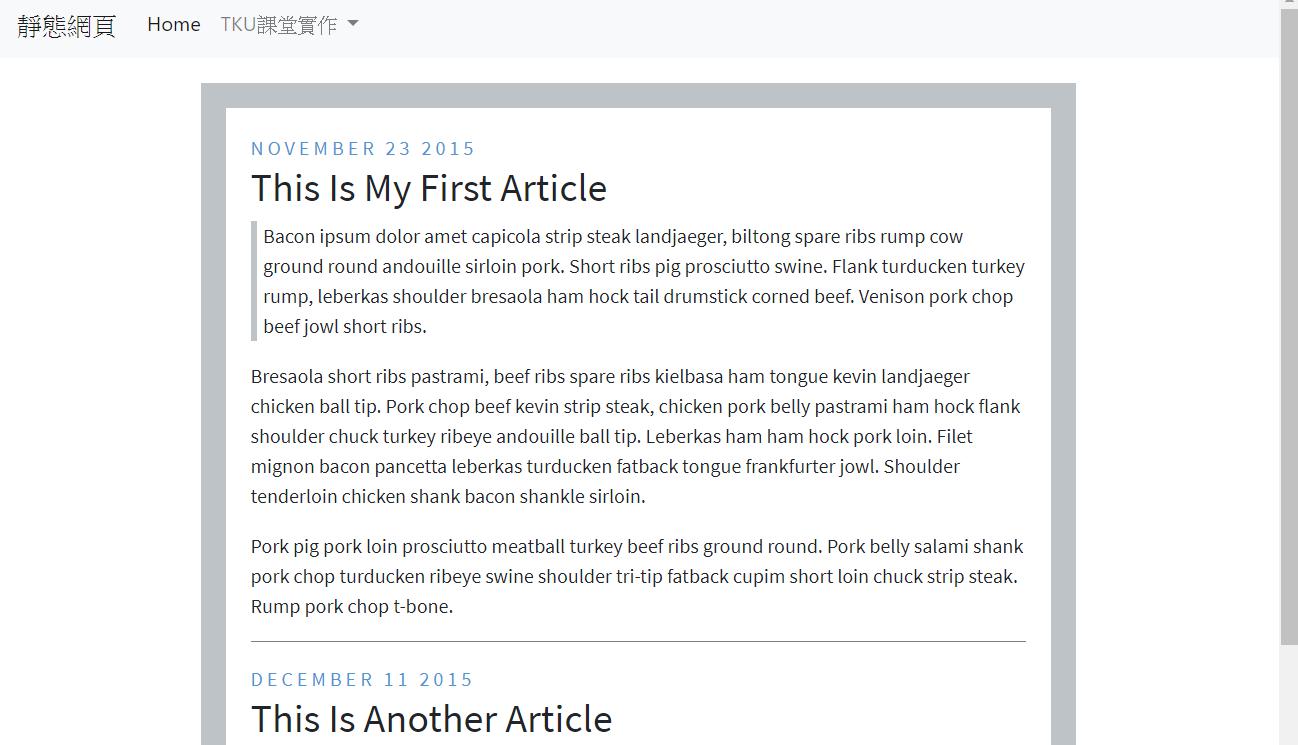 靜態網頁 Home TKU課堂實作
NOVEMBER 23 2015
This Is My First Article
Bacon ipsum dolor amet capicola strip steak landjaeger, biltong spare ribs rump cow
ground round andouille sirloin pork. Short ribs pig prosciutto swine. Flank turducken turkey
rump, leberkas shoulder bresaola ham hock tail drumstick corned beef. Venison pork chop
beef jowl short ribs.
Bresaola short ribs pastrami, beef ribs spare ribs kielbasa ham tongue kevin landjaeger
chicken ball tip. Pork chop beef kevin strip steak, chicken pork belly pastrami ham hock flank
shoulder chuck turkey ribeye andouille ball tip. Leberkas ham ham hock pork loin. Filet
mignon bacon pancetta leberkas turducken fatback tongue frankfurter jowl. Shoulder
tenderloin chicken shank bacon shankle sirloin.
Pork pig pork loin prosciutto meatball turkey beef ribs ground round. Pork belly salami shank
pork chop turducken ribeye swine shoulder tri-tip fatback cupim short loin chuck strip steak.
Rump pork chop t-bone.
DECEMBER 11 2015
This Is Another Article